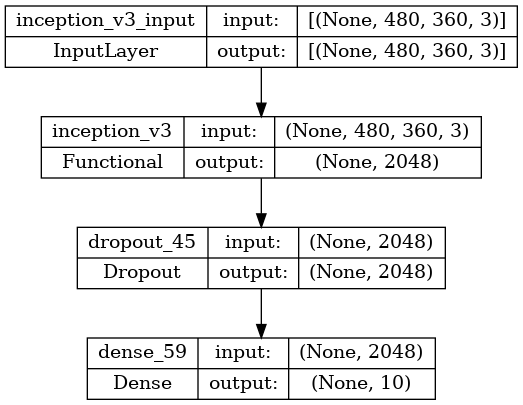 inception_v3_input input: [(None, 480, 360, 3)]
InputLayer output: [(None, 480, 360, 3)]
inception_v3 input: (None, 480, 360, 3)
Functional output: (None, 2048)
dropout_45 input: (None, 2048)
Dropout output: (None, 2048)
dense_59 input: (None, 2048)
Dense output: (None, 10)